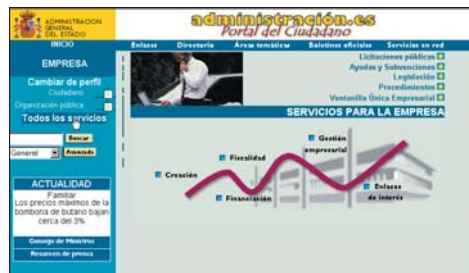 ADMINISTRACION
GENERAL
DEL ESTADO
administración.es
Portal del Ciudadano
INICIO
Enlaces Directorio Áreas temáticas Boletines oficiales Servicios en red
EMPRESA
Cambiar de perfil
Ciudadano
Organización pública
Todos los servicios
Buscar
General Avanzada
ACTUALIDAD
Familiar
Los precios máximos de la
bombona de butano bajan
cerca del 3%
Consejo de Ministros
Resumen de prensa
Licitaciones públicas
Ayudas y Subvenciones
Legislación
Procedimientos
Ventanilla Única Empresarial
SERVICIOS PARA LA EMPRESA
Creación
Fiscalidad
Financiación
Gestión
empresarial
Enlaces
de interés